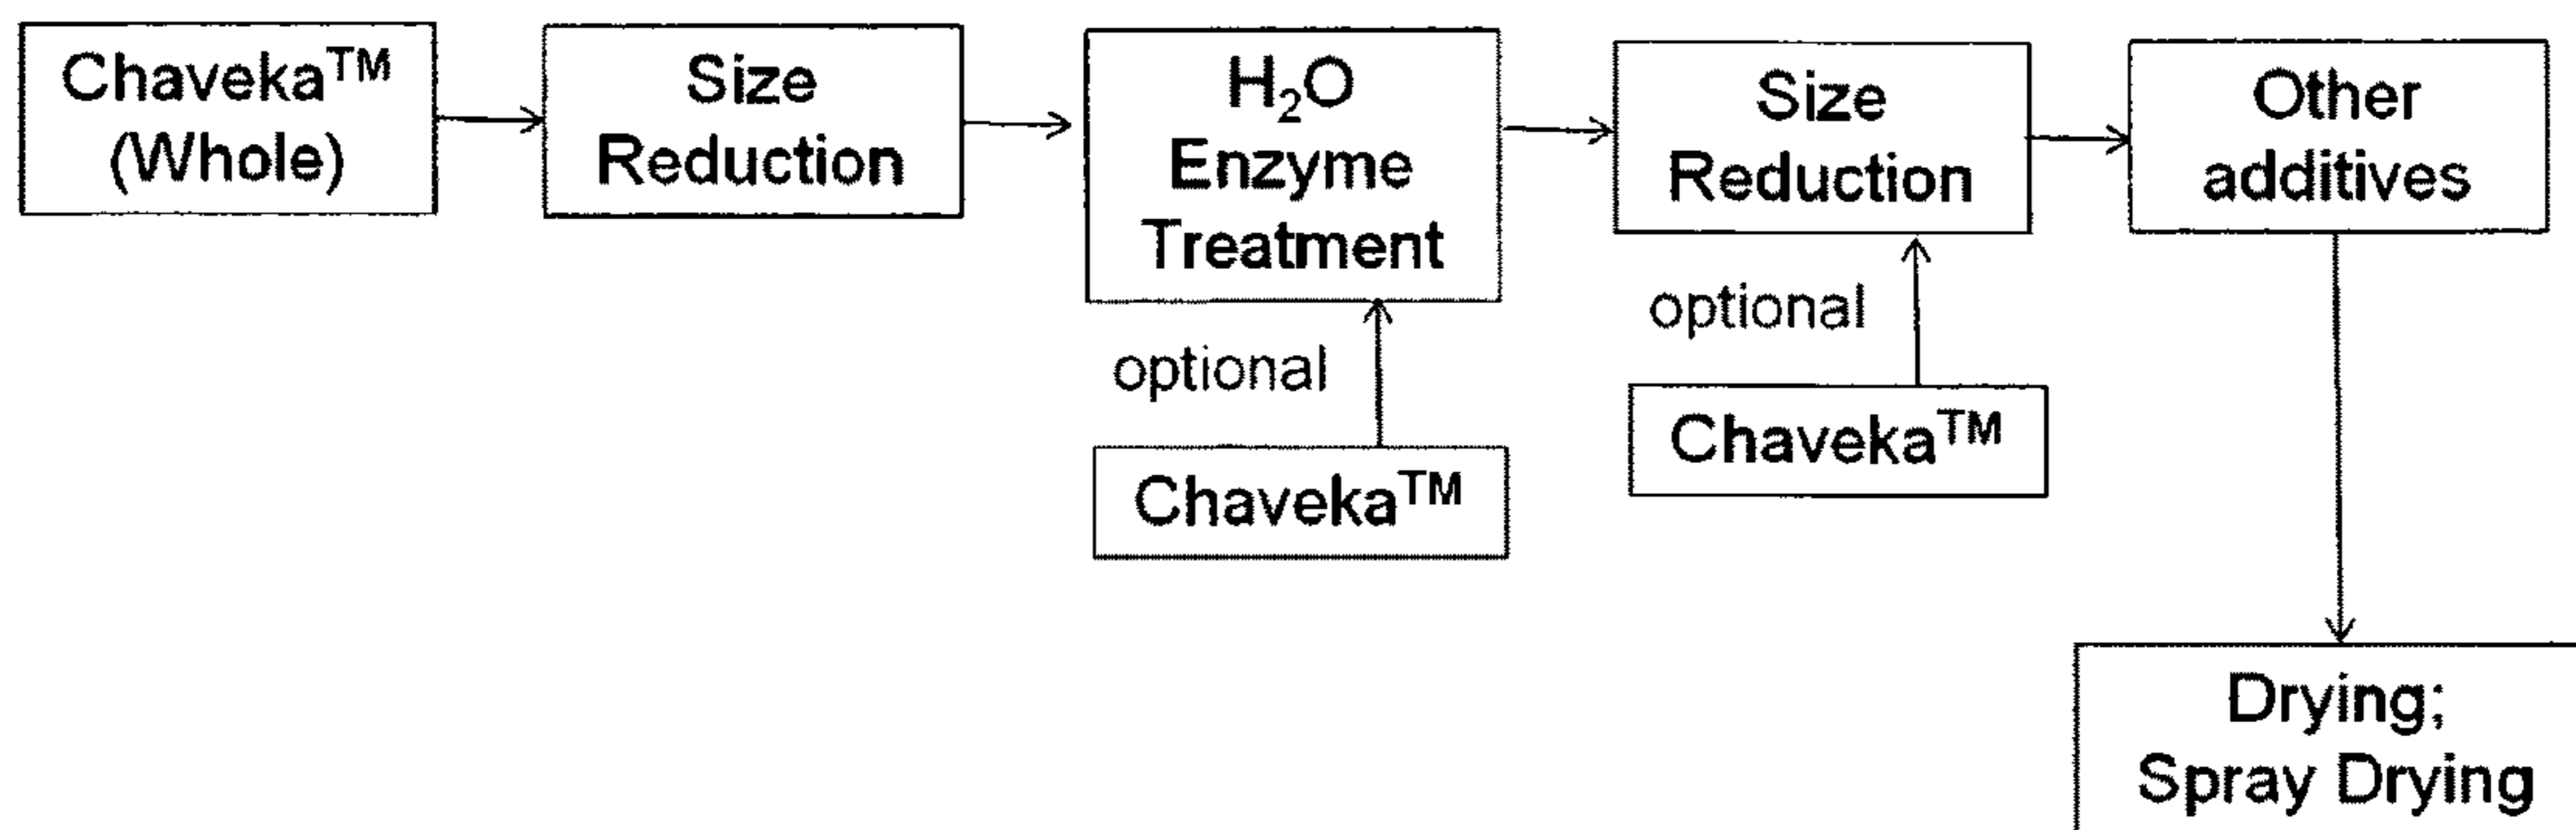 Chaveka™
(Whole)
Size
Reduction
H₂O
Enzyme
Treatment
Size
Reduction
Other
additives
optional
Chaveka™
optional
Chaveka™
Drying;
Spray Drying